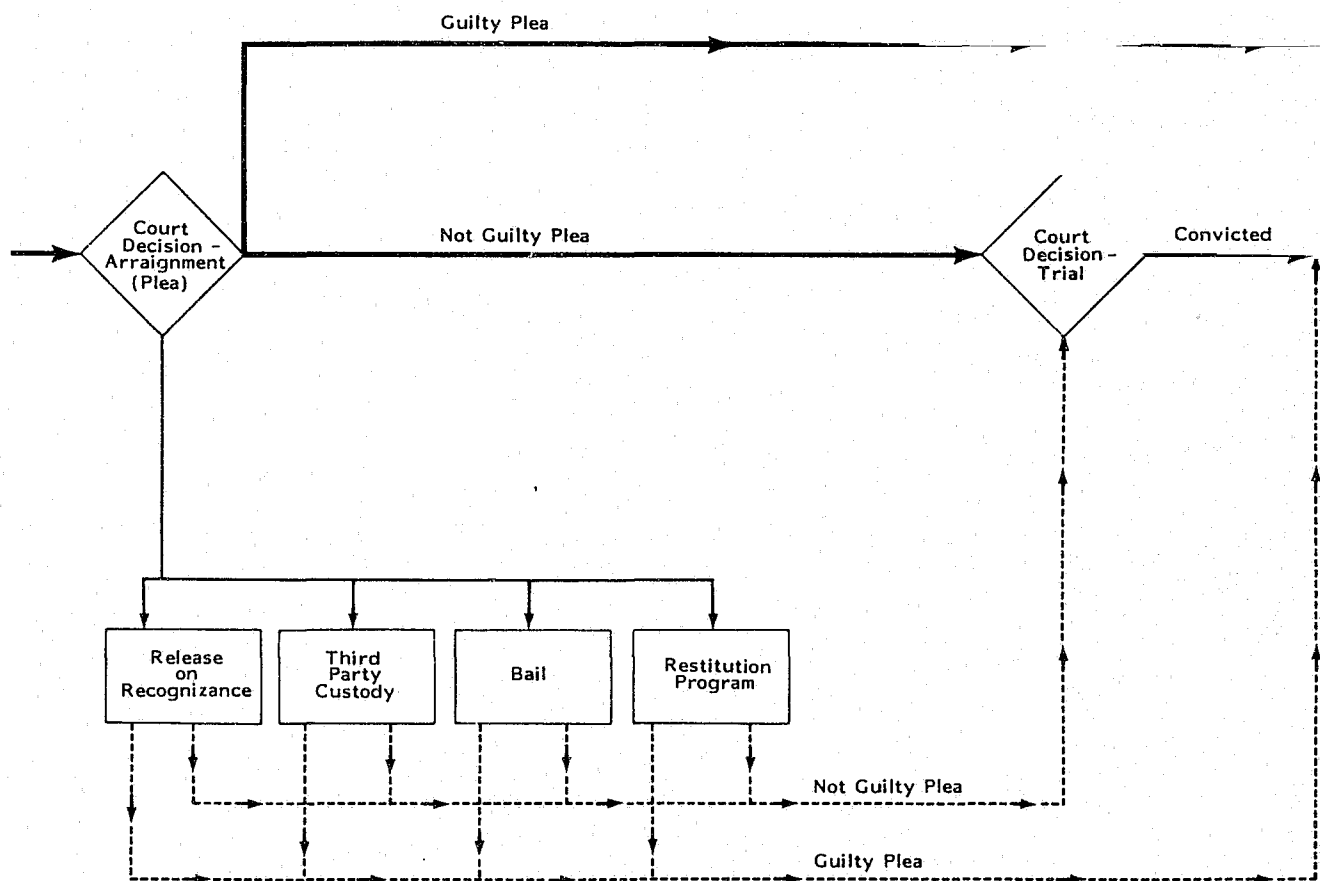 Guilty Plea
Court
Decision -
Arraignment
(Plea)
Not Guilty Plea
Court
Decision -
Trial
Convicted
Release
on
Recognizance
Third
Party
Custody
Bail
Restitution
Program
Not Guilty Plea
Guilty Plea